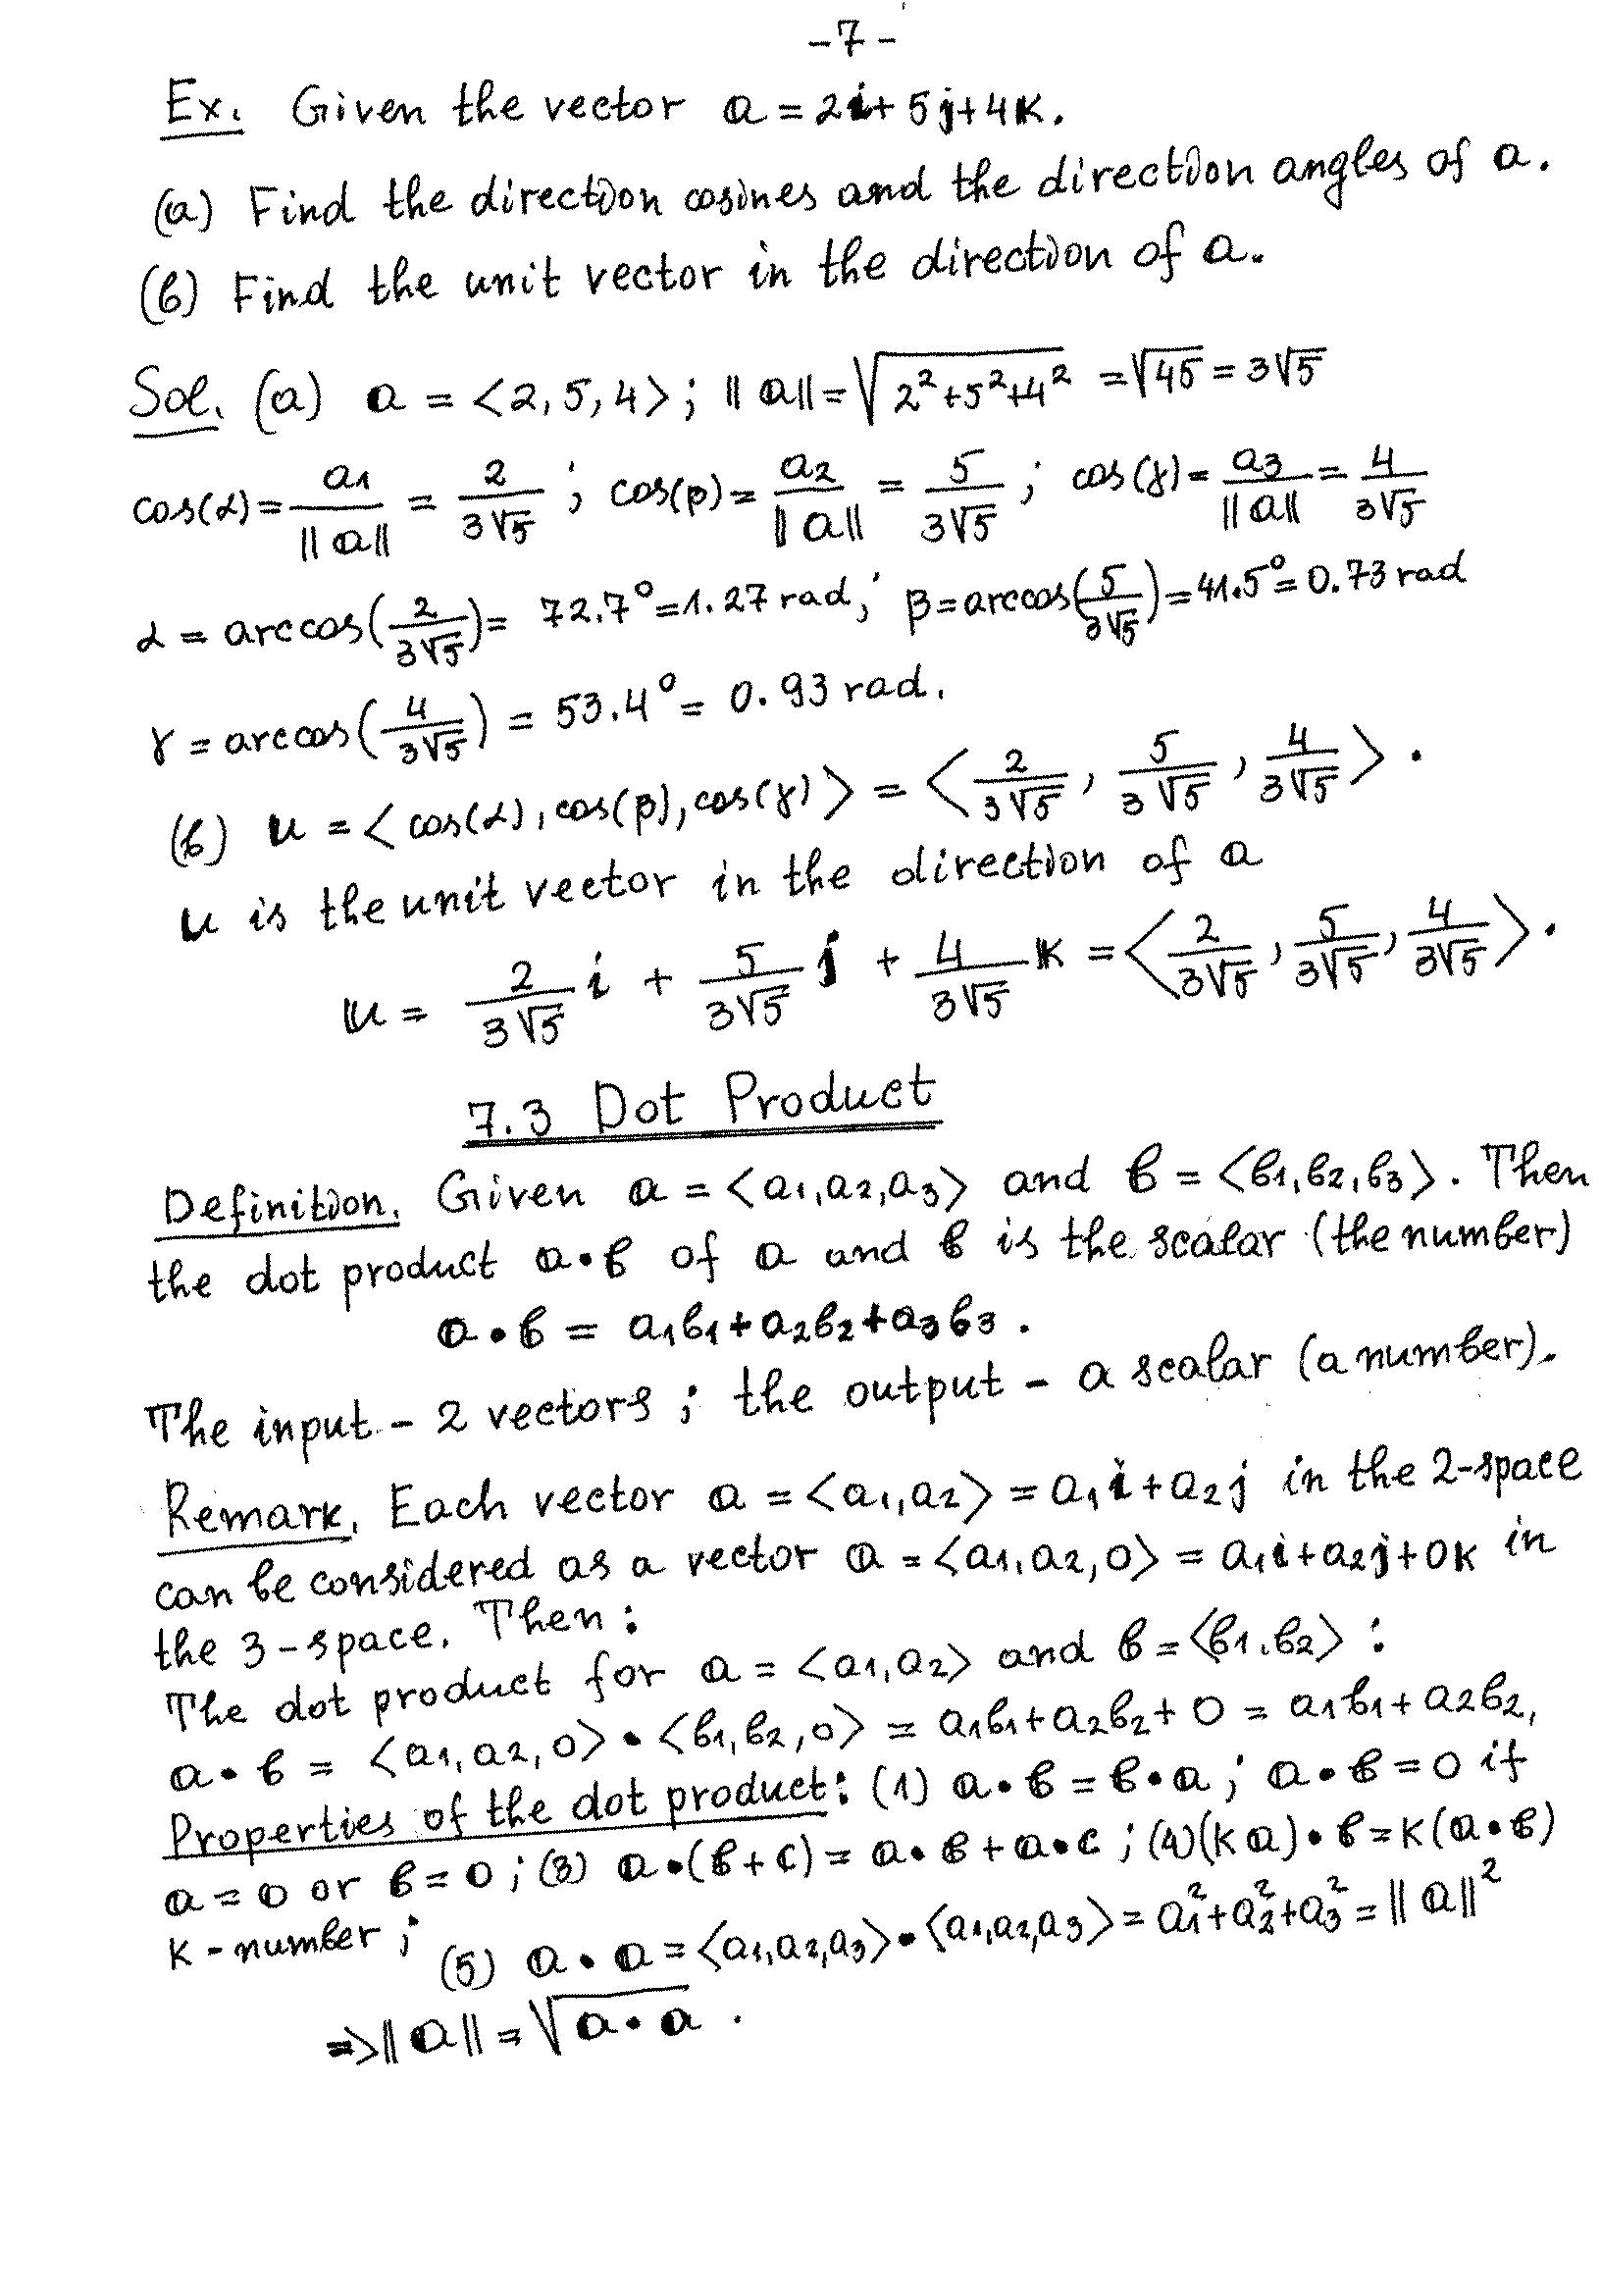 -7-
Ex. Given the vector a = 2i + 5j + 4k.
(a) Find the direction cosines and the direction angles of a.
(b) Find the unit vector in the direction of a.
Sol. (a) a = <2, 5, 4>; ||a|| = √(2²+5²+4²) = √45 = 3√5
cos(α) = a₁/||a|| = 2/(3√5); cos(β) = a₂/||a|| = 5/(3√5); cos(γ) = a₃/||a|| = 4/(3√5)
α = arccos(2/(3√5)) = 72.7° = 1.27 rad; β = arccos(5/(3√5)) = 41.5° = 0.73 rad
γ = arccos(4/(3√5)) = 53.4° = 0.93 rad.
(b) u = <cos(α), cos(β), cos(γ)> = <2/(3√5), 5/(3√5), 4/(3√5)>.
u is the unit vector in the direction of a
u = 2/(3√5) i + 5/(3√5) j + 4/(3√5) k = <2/(3√5), 5/(3√5), 4/(3√5)>.
7.3 Dot Product
Definition. Given a = <a₁, a₂, a₃> and b = <b₁, b₂, b₃>. Then
the dot product a•b of a and b is the scalar (the number)
a•b = a₁b₁ + a₂b₂ + a₃b₃.
The input - 2 vectors; the output - a scalar (a number).
Remark. Each vector a = <a₁, a₂> = a₁i + a₂j in the 2-space
can be considered as a vector a = <a₁, a₂, 0> = a₁i + a₂j + 0k in
the 3-space. Then:
The dot product for a = <a₁, a₂> and b = <b₁, b₂>:
a•b = <a₁, a₂, 0>•<b₁, b₂, 0> = a₁b₁ + a₂b₂ + 0 = a₁b₁ + a₂b₂,
Properties of the dot product: (1) a•b = b•a; a•b = 0 if
a = 0 or b = 0; (3) a•(b+c) = a•b + a•c; (4) (ka)•b = k(a•b)
k - number;
(5) a•a = <a₁, a₂, a₃>•<a₁, a₂, a₃> = a₁² + a₂² + a₃² = ||a||²
⇒ ||a|| = √(a•a).